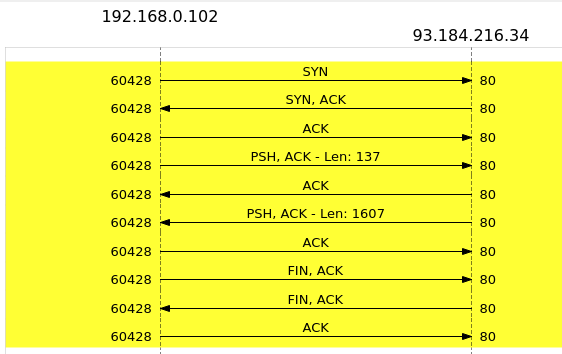 192.168.0.102
93.184.216.34
60428 SYN 80
60428 SYN, ACK 80
60428 ACK 80
60428 PSH, ACK - Len: 137 80
60428 ACK 80
60428 PSH, ACK - Len: 1607 80
60428 ACK 80
60428 FIN, ACK 80
60428 FIN, ACK 80
60428 ACK 80